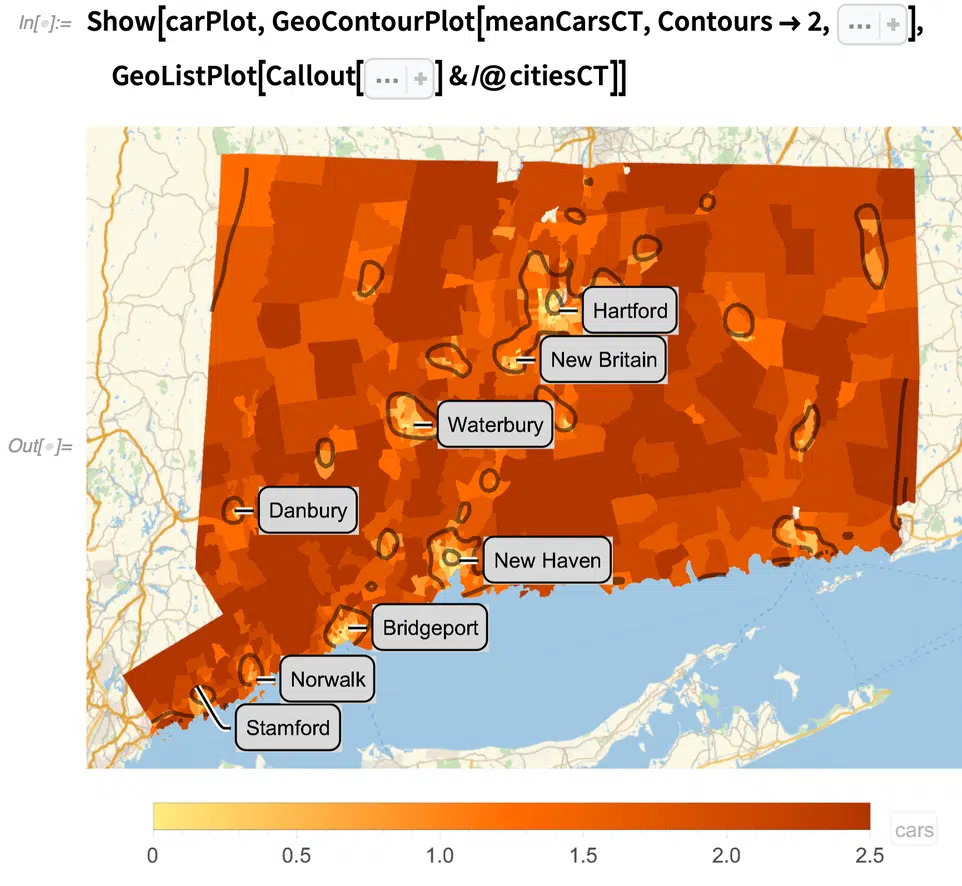 In[•]:= Show[carPlot, GeoContourPlot[meanCarsCT, Contours → 2, ... +],
GeoListPlot[Callout[... +] & /@ citiesCT]]
Out[•]=
Hartford
New Britain
Waterbury
Danbury
New Haven
Bridgeport
Norwalk
Stamford
cars
0 0.5 1.0 1.5 2.0 2.5